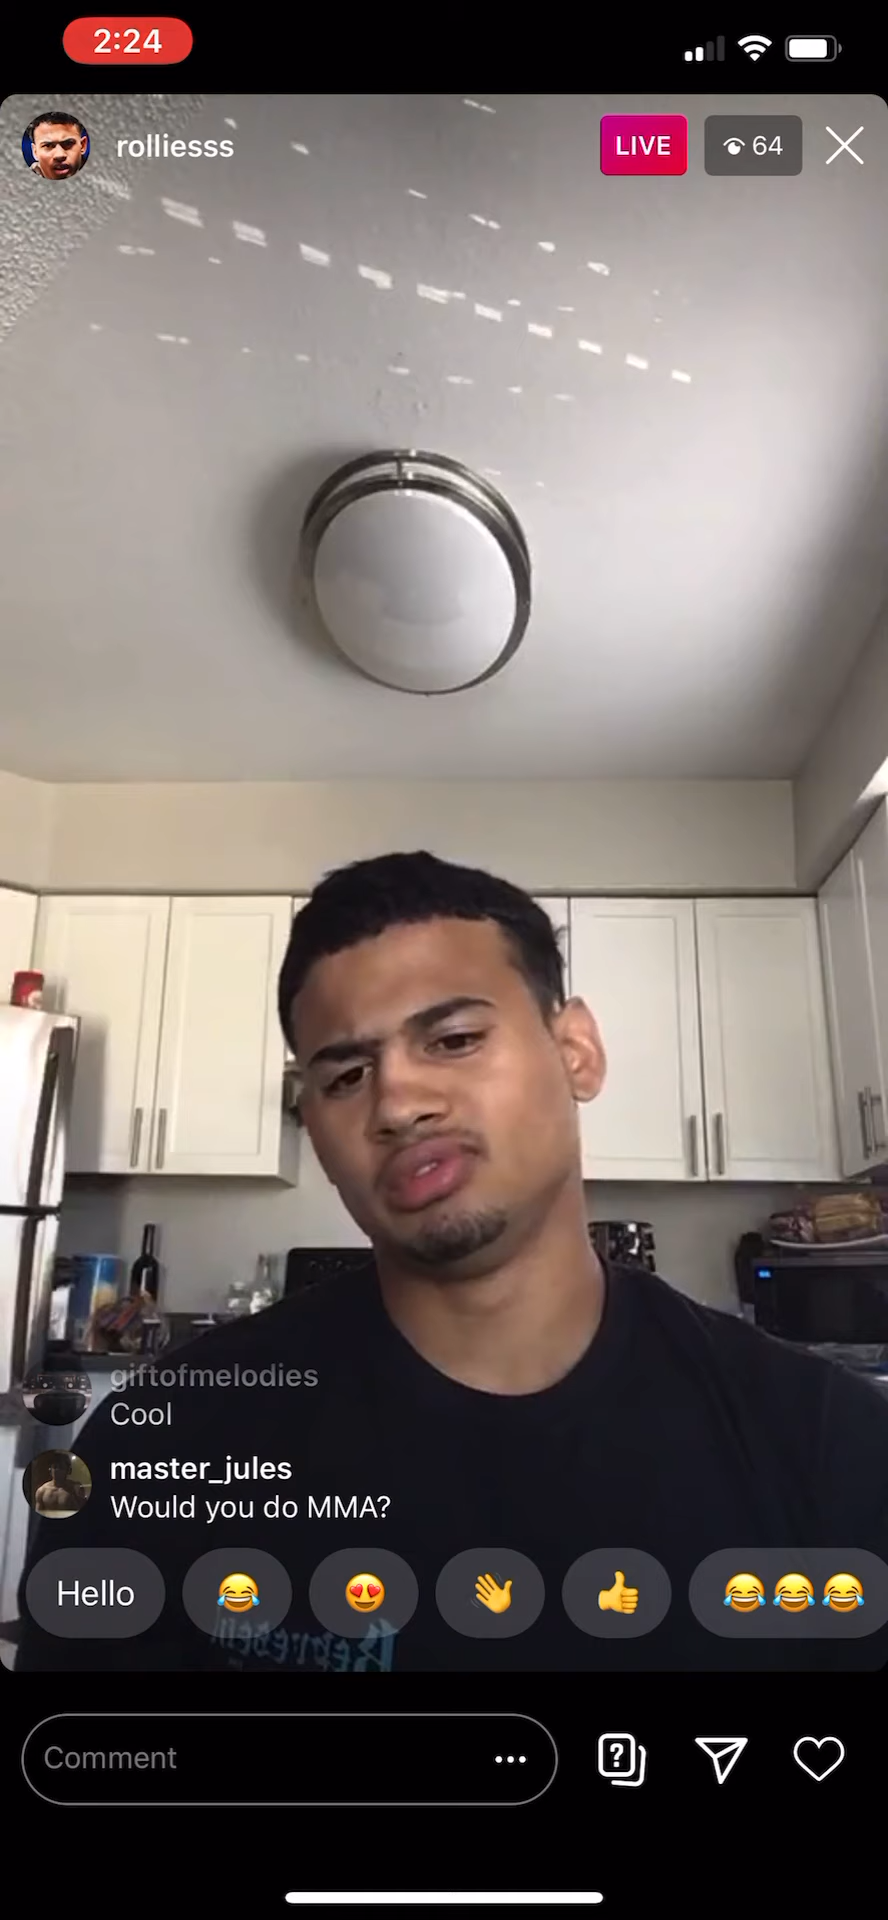 2:24
rolliesss
LIVE
64
giftofmelodies
Cool
master_jules
Would you do MMA?
Hello
Comment